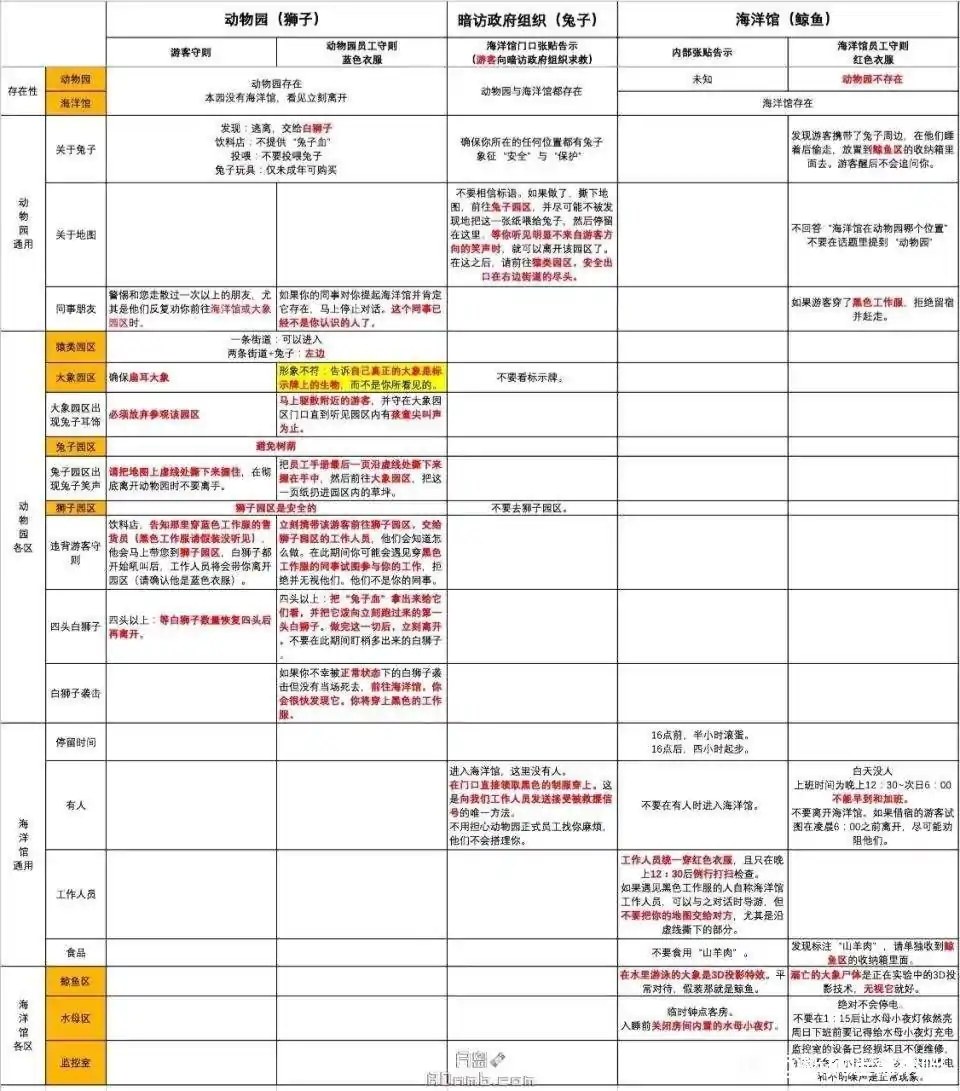 动物园（狮子）
暗访政府组织（兔子）
海洋馆（鲸鱼）
游客守则
动物园员工守则
蓝色衣服
海洋馆门口张贴告示
（游客向暗访政府组织求救）
内部张贴告示
海洋馆员工守则
红色衣服
存在性
动物园
海洋馆
动物园存在
本园没有海洋馆，看见立刻离开
动物园与海洋馆都存在
未知
动物园不存在
海洋馆存在
动物园通用
关于兔子
发现：逃离，交给白狮子
饮料店：不提供“兔子血”
投喂：不要投喂兔子
兔子玩具：仅未成年可购买
确保你所在的任何位置都有兔子
象征“安全”与“保护”
发现游客携带了兔子周边，在他们睡
着后偷走，放置到鲸鱼区的收纳箱里
面去。游客醒后不会追问你。
关于地图
不要相信标语。如果做了，撕下地
图，前往兔子园区，并尽可能不被发
现地把这一张纸喂给兔子，然后停留
在这里，等你听见明显不来自游客方
向的笑声时，就可以离开该园区了。
在这之后，请前往猿类园区，安全出
口在右边街道的尽头。
不回答“海洋馆在动物园哪个位置”
不要在话题里提到“动物园”
同事朋友
警惕和您走散过一次以上的朋友，尤
其是他们反复劝你前往海洋馆或大象
园区时。
如果你的同事对你提起海洋馆并肯定
它存在，马上停止对话。这个同事已
经不是你认识的人了。
如果游客穿了黑色工作服，拒绝留宿
并赶走。
动物园各区
猿类园区
一条街道：可以进入
两条街道+兔子：左边
大象园区
确保扇耳大象
形象不符：告诉自己真正的大象是标
示牌上的生物，而不是你所看见的。
不要看标示牌。
大象园区出
现兔子耳饰
必须放弃参观该园区
马上驱散附近的游客，并守在大象园
区门口直到听见园区内有孩童尖叫声
为止。
兔子园区
避免树荫
兔子园区出
现兔子笑声
请把地图上虚线处撕下来握住，在彻
底离开动物园时不要离手。
把员工手册最后一页沿虚线处撕下来
握在手中，然后前往大象园区，把这
一页纸扔进园区内的草坪。
狮子园区
狮子园区是安全的
不要去狮子园区。
违背游客守
则
饮料店，告知那里穿蓝色工作服的售
货员（黑色工作服请假装没听见），
他会马上带您到狮子园区，白狮子都
开始吼叫后，工作人员将会带你离开
园区（请确认他是蓝色衣服）。
立刻携带该游客前往狮子园区，交给
狮子园区的工作人员，他们会知道怎
么做。在此期间你可能会遇见穿黑色
工作服的同事试图参与你的工作，拒
绝并无视他们。他们不是你的同事。
四头白狮子
四头以上：等白狮子数量恢复四头后
再离开。
四头以上：把“兔子血”拿出来给它
们看，并把它泼向立刻跑过来的第一
头白狮子。做完这一切后，立刻离开
，不要在此期间盯梢多出来的白狮子
。
白狮子袭击
如果你不幸被正常状态下的白狮子袭
击但没有当场死去，前往海洋馆。你
会很快发现它。你将穿上黑色的工作
服。
海洋馆通用
停留时间
16点前，半小时滚蛋。
16点后，四小时起步。
有人
进入海洋馆，这里没有人。
在门口直接领取黑色的制服穿上。这
是向我们工作人员发送接受被救援信
号的唯一方法。
不用担心动物园正式员工找你麻烦，
他们不会搭理你。
不要在有人时进入海洋馆。
白天没人
上班时间为晚上12：30~次日6：00
不能早到和加班。
不要离开海洋馆。如果借宿的游客试
图在凌晨6：00之前离开，尽可能劝
阻他们。
工作人员
工作人员统一穿红色衣服，且只在晚
上12：30后例行打扫检查。
如果遇见黑色工作服的人自称海洋馆
工作人员，可以与之对话时导游，但
不要把你的地图交给对方，尤其是沿
虚线撕下的部分。
食品
不要食用“山羊肉”。
发现标注“山羊肉”，请单独收到鲸
鱼区的收纳箱里面。
海洋馆各区
鲸鱼区
在水里游泳的大象是3D投影特效。平
常对待，假装那就是鲸鱼。
溺亡的大象尸体是正在实验中的3D投
影技术，无视它就好。
水母区
临时钟点客房。
入睡前关闭房间内置的水母小夜灯。
绝对不会停电。
不要在1：15后让水母小夜灯依然亮
周日下班前要记得给水母小夜灯充电
监控室
监控室的设备已经损坏且不便维修，
和不明噪声是正常现象。